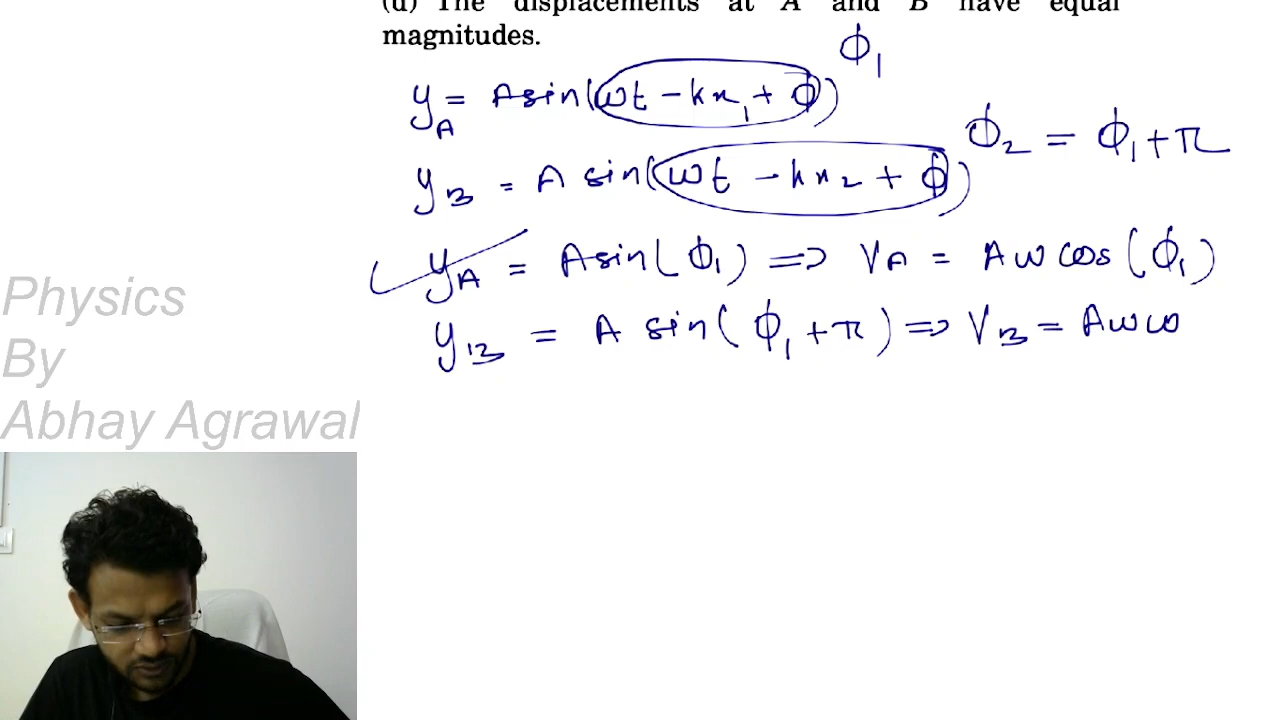 (d) The displacements at A and B have equal
magnitudes.
ϕ₁
y_A = A sin(ωt − kx₁ + ϕ)
ϕ₂ = ϕ₁ + π
y_B = A sin(ωt − kx₂ + ϕ)
y_A = A sin(ϕ₁) ⇒ V_A = Aω cos(ϕ₁)
y_B = A sin(ϕ₁ + π) ⇒ V_B = Aω co
Physics
By
Abhay Agrawal